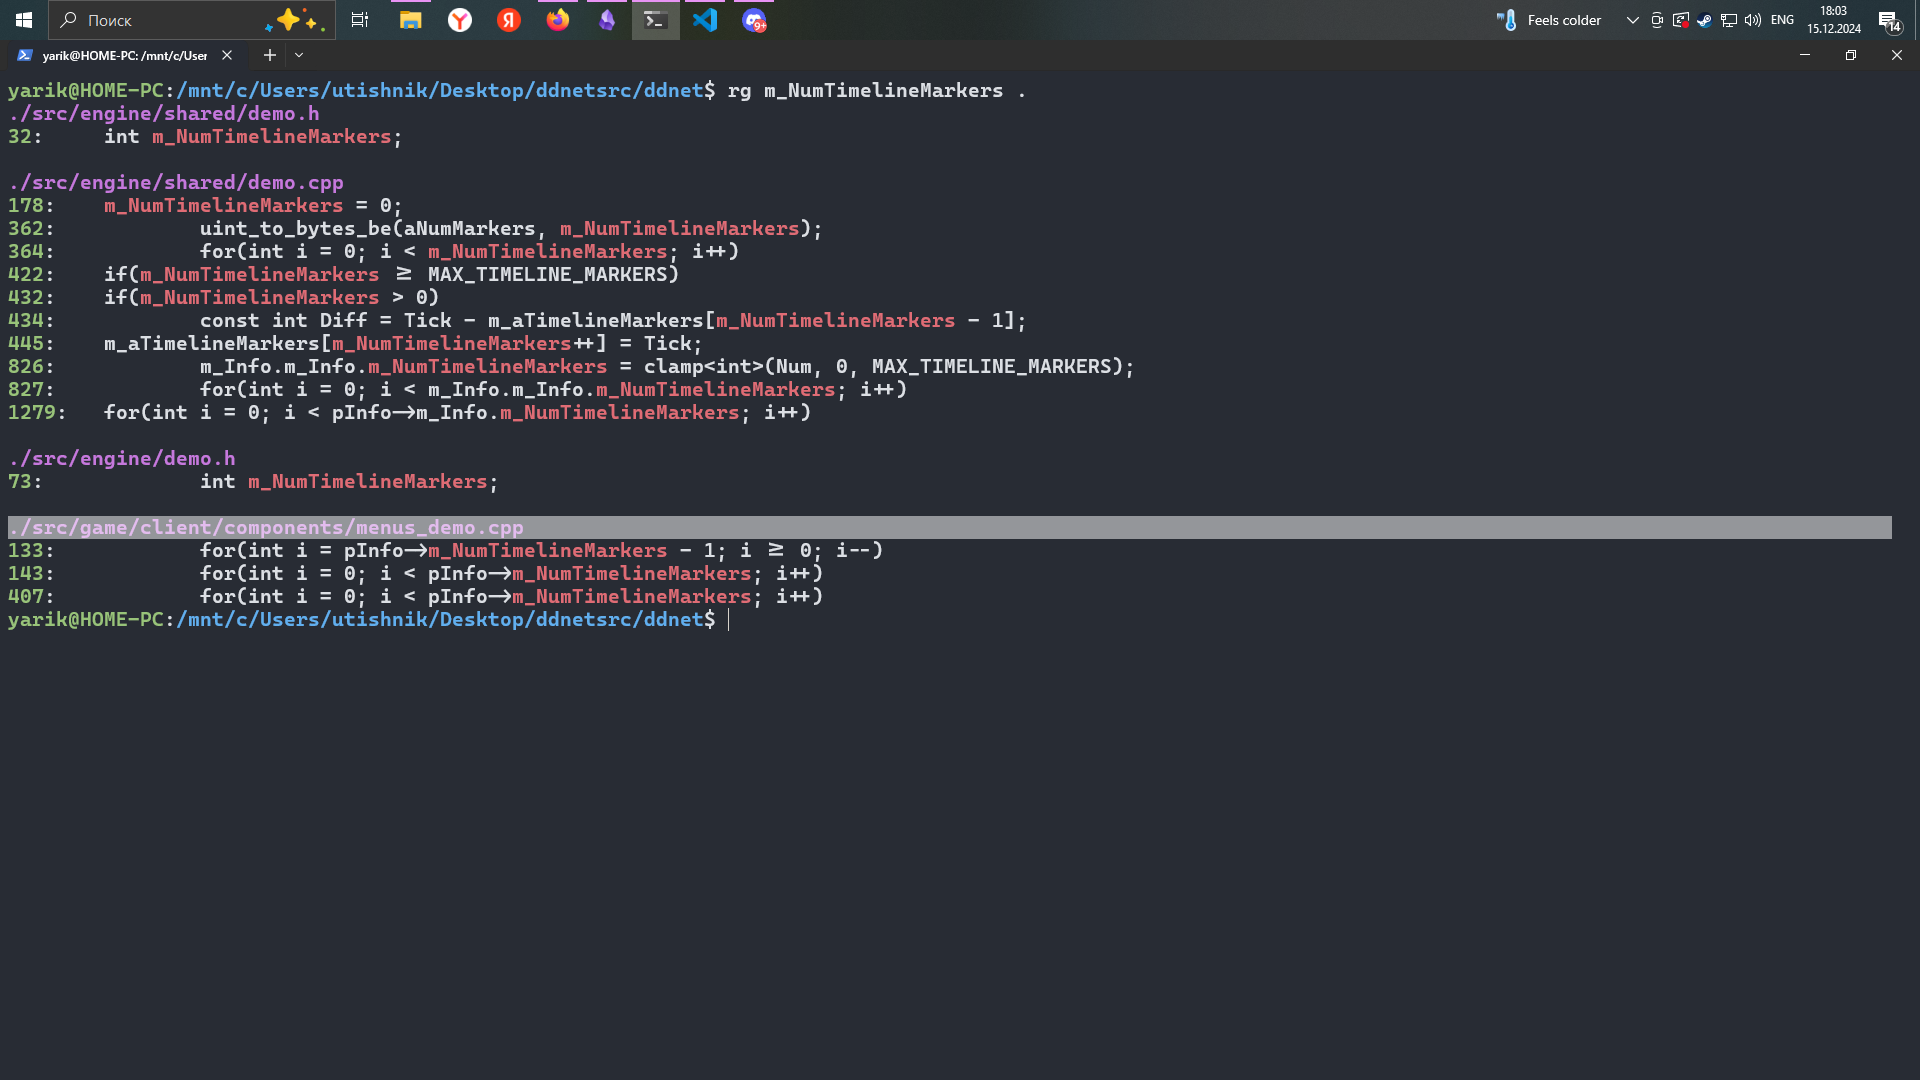 Поиск
9+
Feels colder
ENG
18:03
15.12.2024
14
yarik@HOME-PC: /mnt/c/User
yarik@HOME-PC:/mnt/c/Users/utishnik/Desktop/ddnetsrc/ddnet$ rg m_NumTimelineMarkers .
./src/engine/shared/demo.h
32:     int m_NumTimelineMarkers;
./src/engine/shared/demo.cpp
178:    m_NumTimelineMarkers = 0;
362:            uint_to_bytes_be(aNumMarkers, m_NumTimelineMarkers);
364:            for(int i = 0; i < m_NumTimelineMarkers; i++)
422:    if(m_NumTimelineMarkers >= MAX_TIMELINE_MARKERS)
432:    if(m_NumTimelineMarkers > 0)
434:            const int Diff = Tick - m_aTimelineMarkers[m_NumTimelineMarkers - 1];
445:    m_aTimelineMarkers[m_NumTimelineMarkers++] = Tick;
826:            m_Info.m_Info.m_NumTimelineMarkers = clamp<int>(Num, 0, MAX_TIMELINE_MARKERS);
827:            for(int i = 0; i < m_Info.m_Info.m_NumTimelineMarkers; i++)
1279:   for(int i = 0; i < pInfo->m_Info.m_NumTimelineMarkers; i++)
./src/engine/demo.h
73:             int m_NumTimelineMarkers;
./src/game/client/components/menus_demo.cpp
133:            for(int i = pInfo->m_NumTimelineMarkers - 1; i >= 0; i--)
143:            for(int i = 0; i < pInfo->m_NumTimelineMarkers; i++)
407:            for(int i = 0; i < pInfo->m_NumTimelineMarkers; i++)
yarik@HOME-PC:/mnt/c/Users/utishnik/Desktop/ddnetsrc/ddnet$